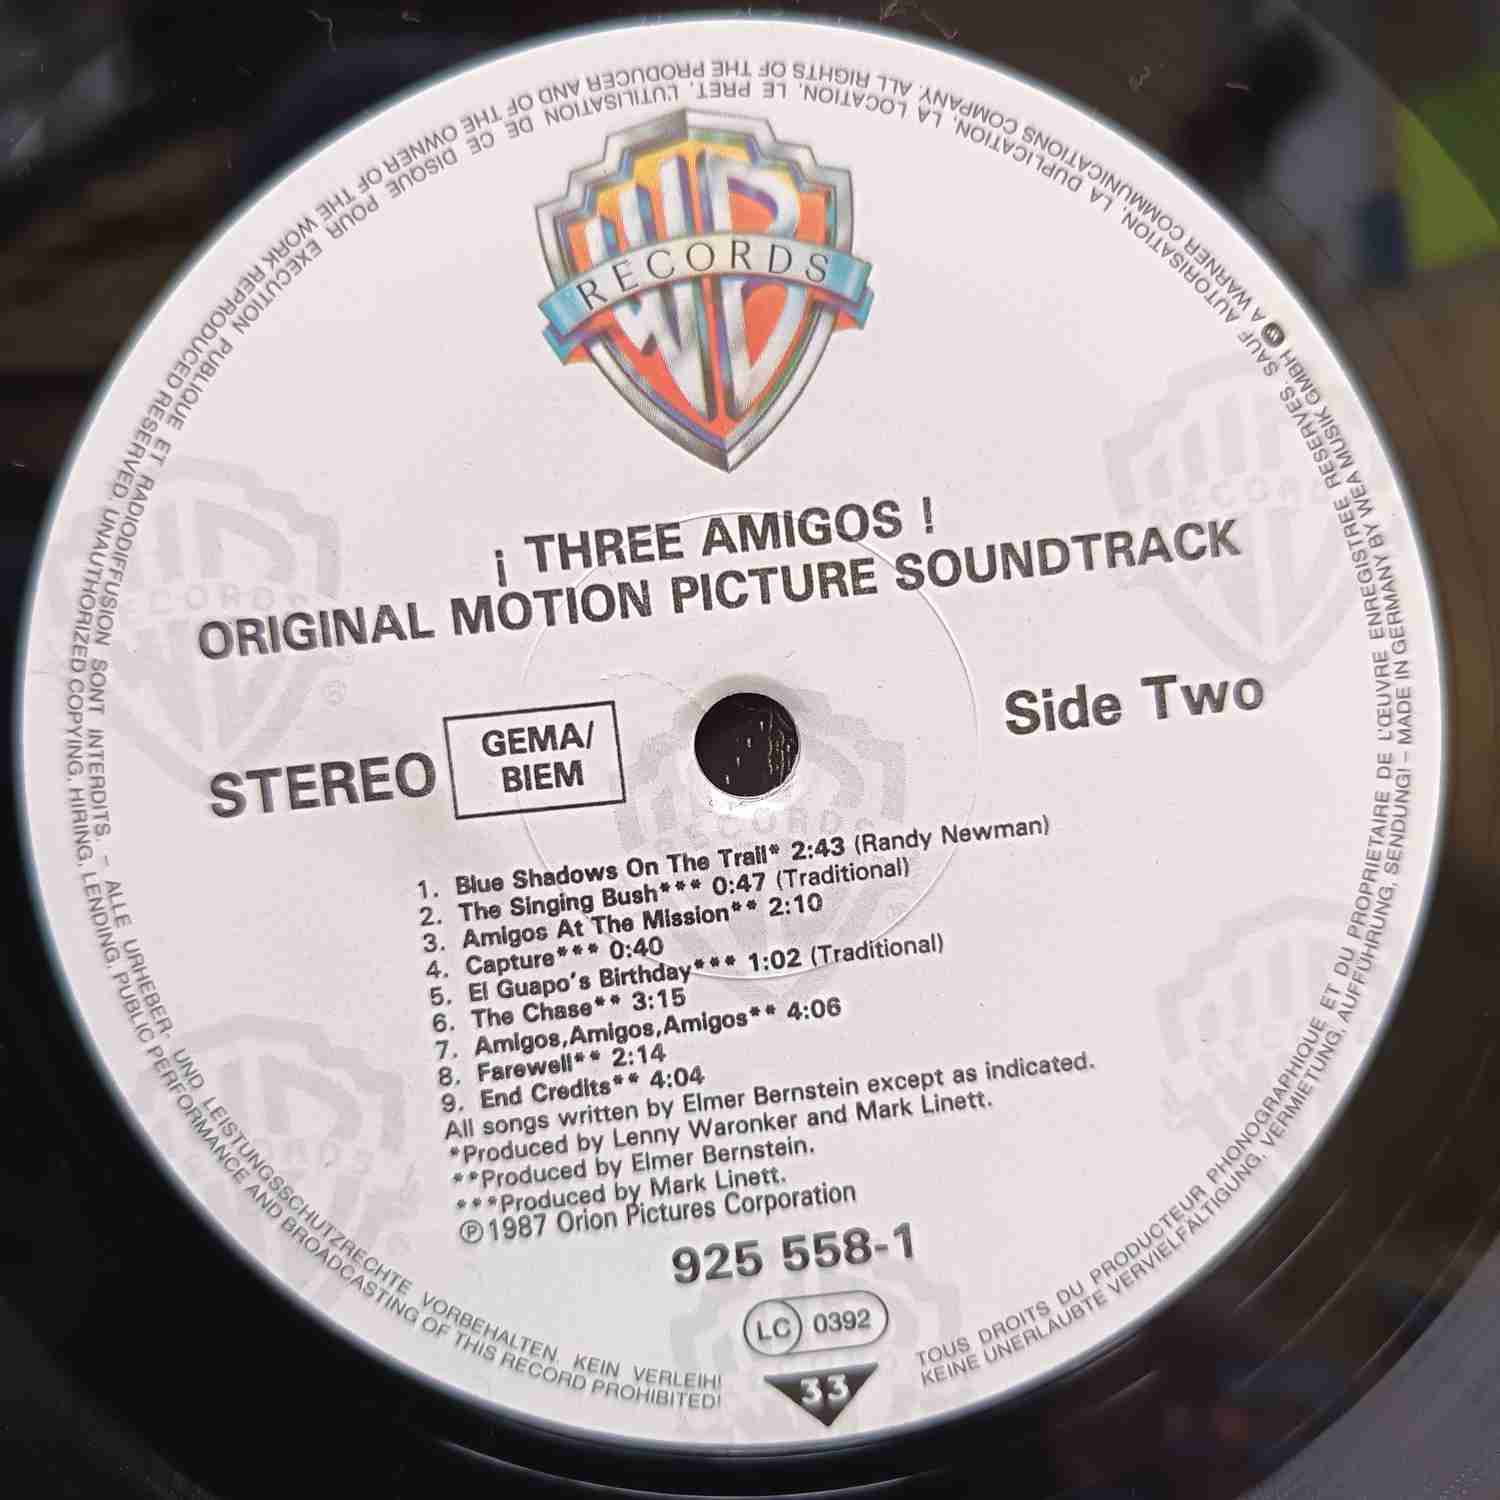 RECORDS
¡ THREE AMIGOS !
ORIGINAL MOTION PICTURE SOUNDTRACK
Side Two
STEREO
GEMA/
BIEM
1. Blue Shadows On The Trail* 2:43 (Randy Newman)
2. The Singing Bush*** 0:47 (Traditional)
3. Amigos At The Mission** 2:10
4. Capture*** 0:40
5. El Guapo's Birthday*** 1:02 (Traditional)
6. The Chase** 3:15
7. Amigos,Amigos,Amigos** 4:06
8. Farewell** 2:14
9. End Credits** 4:04
All songs written by Elmer Bernstein except as indicated.
*Produced by Lenny Waronker and Mark Linett.
**Produced by Elmer Bernstein.
***Produced by Mark Linett.
℗1987 Orion Pictures Corporation
925 558-1
LC 0392
33
TOUS DROITS DU PRODUCTEUR PHONOGRAPHIQUE ET DU PROPRIETAIRE DE L'ŒUVRE ENREGISTREE RESERVES. SAUF AUTORISATION, LA DUPLICATION, LA LOCATION, LE PRET, L'UTILISATION DE CE DISQUE POUR EXECUTION PUBLIQUE ET RADIODIFFUSION SONT INTERDITS. – ALLE URHEBER- UND LEISTUNGSSCHUTZRECHTE VORBEHALTEN. KEIN VERLEIH!
KEINE UNERLAUBTE VERVIELFÄLTIGUNG, VERMIETUNG, AUFFÜHRUNG, SENDUNG! – MADE IN GERMANY BY WEA MUSIK GMBH A WARNER COMMUNICATIONS COMPANY. ALL RIGHTS OF THE PRODUCER AND OF THE OWNER OF THE WORK REPRODUCED RESERVED. UNAUTHORIZED COPYING, HIRING, LENDING, PUBLIC PERFORMANCE AND BROADCASTING OF THIS RECORD PROHIBITED!